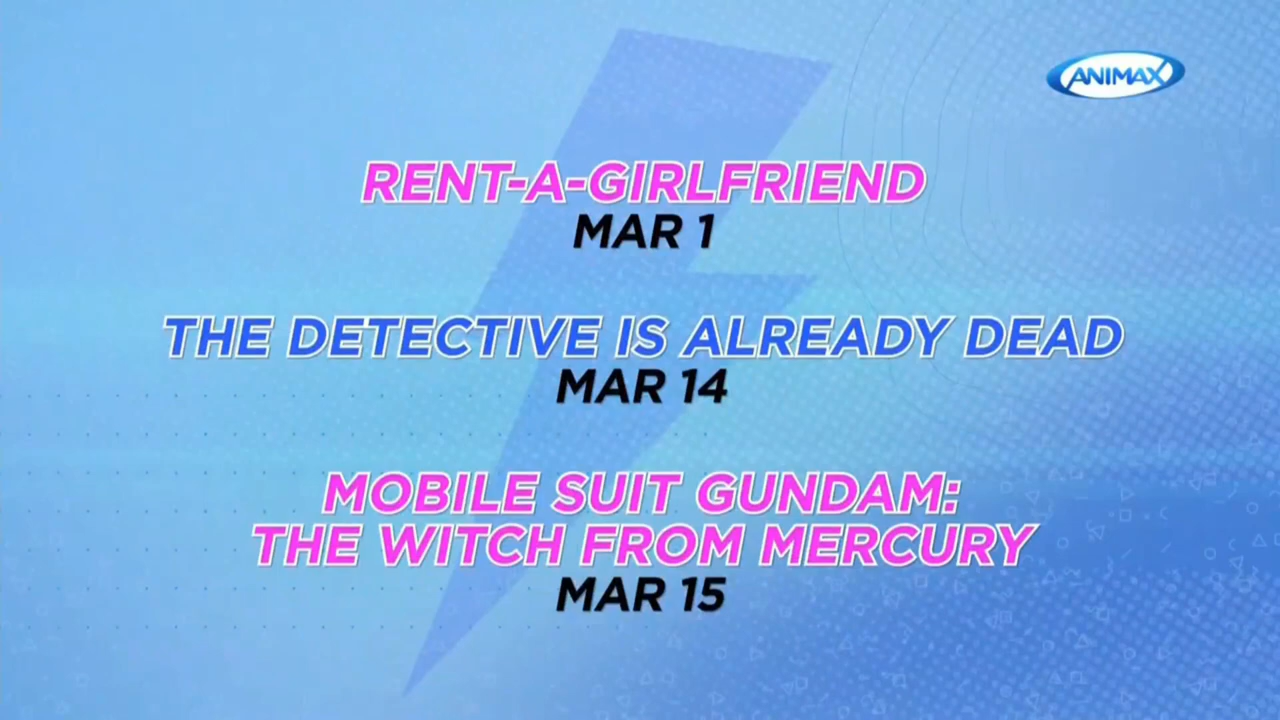 ANIMAX
RENT-A-GIRLFRIEND
MAR 1
THE DETECTIVE IS ALREADY DEAD
MAR 14
MOBILE SUIT GUNDAM:
THE WITCH FROM MERCURY
MAR 15